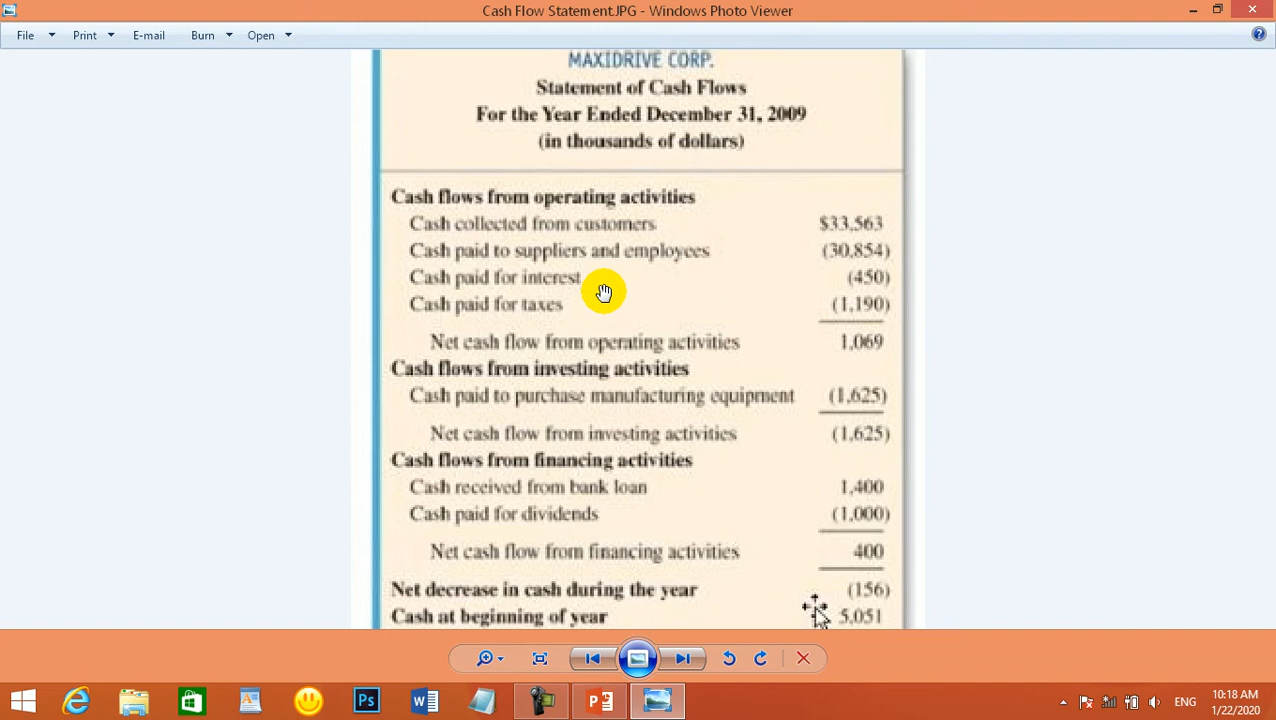 Cash Flow Statement.JPG - Windows Photo Viewer
File Print E-mail Burn Open
MAXIDRIVE CORP.
Statement of Cash Flows
For the Year Ended December 31, 2009
(in thousands of dollars)
Cash flows from operating activities
Cash collected from customers $33,563
Cash paid to suppliers and employees (30,854)
Cash paid for interest (450)
Cash paid for taxes (1,190)
Net cash flow from operating activities 1,069
Cash flows from investing activities
Cash paid to purchase manufacturing equipment (1,625)
Net cash flow from investing activities (1,625)
Cash flows from financing activities
Cash received from bank loan 1,400
Cash paid for dividends (1,000)
Net cash flow from financing activities 400
Net decrease in cash during the year (156)
Cash at beginning of year 5,051
ENG
10:18 AM
1/22/2020